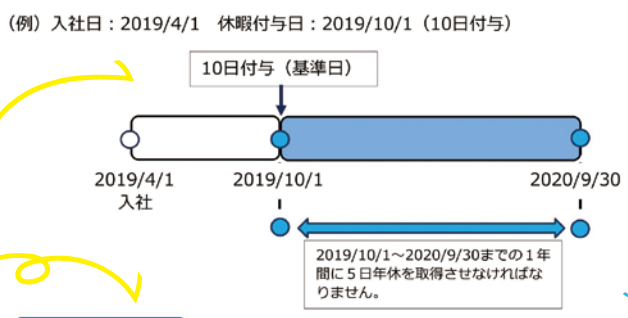 (例) 入社日：2019/4/1　休暇付与日：2019/10/1（10日付与）
10日付与（基準日）
2019/4/1
入社
2019/10/1
2020/9/30
2019/10/1～2020/9/30までの１年
間に５日年休を取得させなければな
りません。